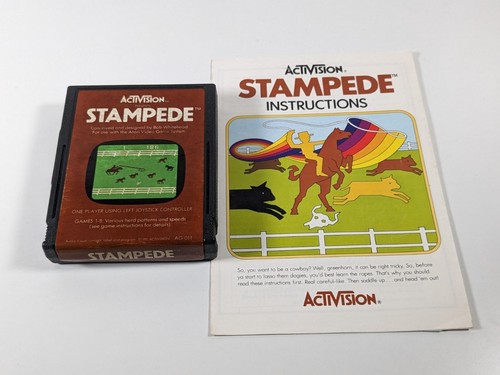 ACTIVISION
STAMPEDE™
Conceived and designed by Bob Whitehead
for use with the Atari Video Game system.
ONE PLAYER USING LEFT JOYSTICK CONTROLLER
GAMES 1-8 Various herd patterns and speeds
(see game instructions for details)
STAMPEDE
ACTIVISION
STAMPEDE™
INSTRUCTIONS
So, you want to be a cowboy? Well, greenhorn, it can be right tricky. So, before
ya start to lasso them dogies, you'd best learn the ropes. That's why you should
read these instructions first. Real careful-like. Then saddle up and head 'em out!
ACTIVISION®